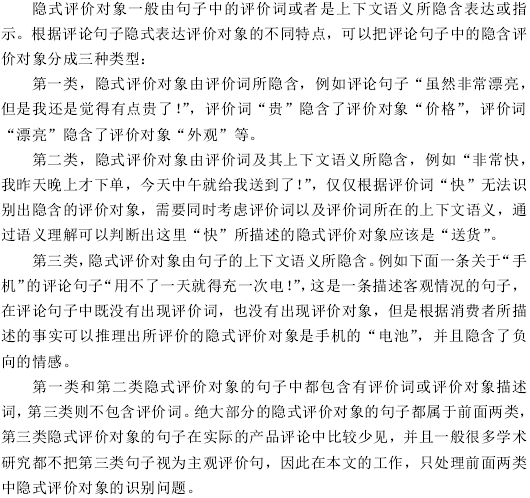 隐式评价对象一般由句子中的评价词或者是上下文语义所隐含表达或指
示。根据评论句子隐式表达评价对象的不同特点，可以把评论句子中的隐含评
价对象分成三种类型：
第一类，隐式评价对象由评价词所隐含，例如评论句子“虽然非常漂亮，
但是我还是觉得有点贵了！”，评价词“贵”隐含了评价对象“价格”，评价词
“漂亮”隐含了评价对象“外观”等。
第二类，隐式评价对象由评价词及其上下文语义所隐含，例如“非常快，
我昨天晚上才下单，今天中午就给我送到了！”，仅仅根据评价词“快”无法识
别出隐含的评价对象，需要同时考虑评价词以及评价词所在的上下文语义，通
过语义理解可以判断出这里“快”所描述的隐式评价对象应该是“送货”。
第三类，隐式评价对象由句子的上下文语义所隐含。例如下面一条关于“手
机”的评论句子“用不了一天就得充一次电！”，这是一条描述客观情况的句子，
在评论句子中既没有出现评价词，也没有出现评价对象，但是根据消费者所描
述的事实可以推理出所评价的隐式评价对象是手机的“电池”，并且隐含了负
向的情感。
第一类和第二类隐式评价对象的句子中都包含有评价词或评价对象描述
词，第三类则不包含评价词。绝大部分的隐式评价对象的句子都属于前面两类，
第三类隐式评价对象的句子在实际的产品评论中比较少见，并且一般很多学术
研究都不把第三类句子视为主观评价句，因此在本文的工作，只处理前面两类
中隐式评价对象的识别问题。